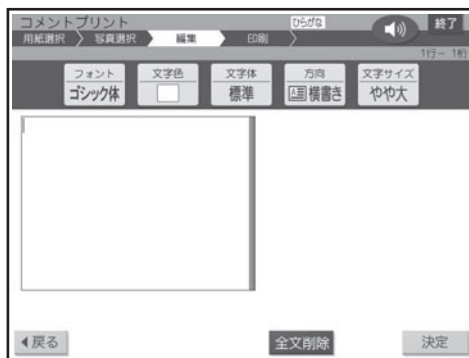 コメントプリント ひらがな 終了
用紙選択 写真選択 編集 印刷
1行－ 1桁
フォント 文字色 文字体 方向 文字サイズ
ゴシック体 標準 A 横書き やや大
◀戻る 全文削除 決定